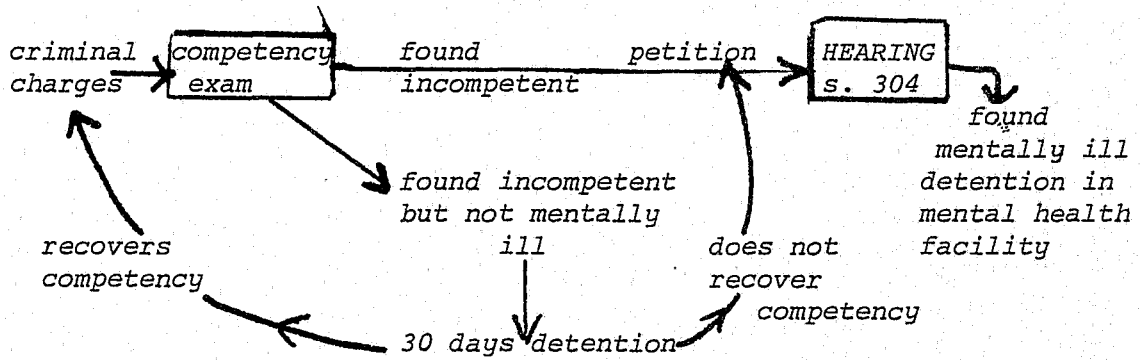 criminal
charges
competency
exam
found
incompetent
petition
HEARING
s. 304
found
mentally ill
detention in
mental health
facility
found incompetent
but not mentally
ill
recovers
competency
does not
recover
competency
30 days detention